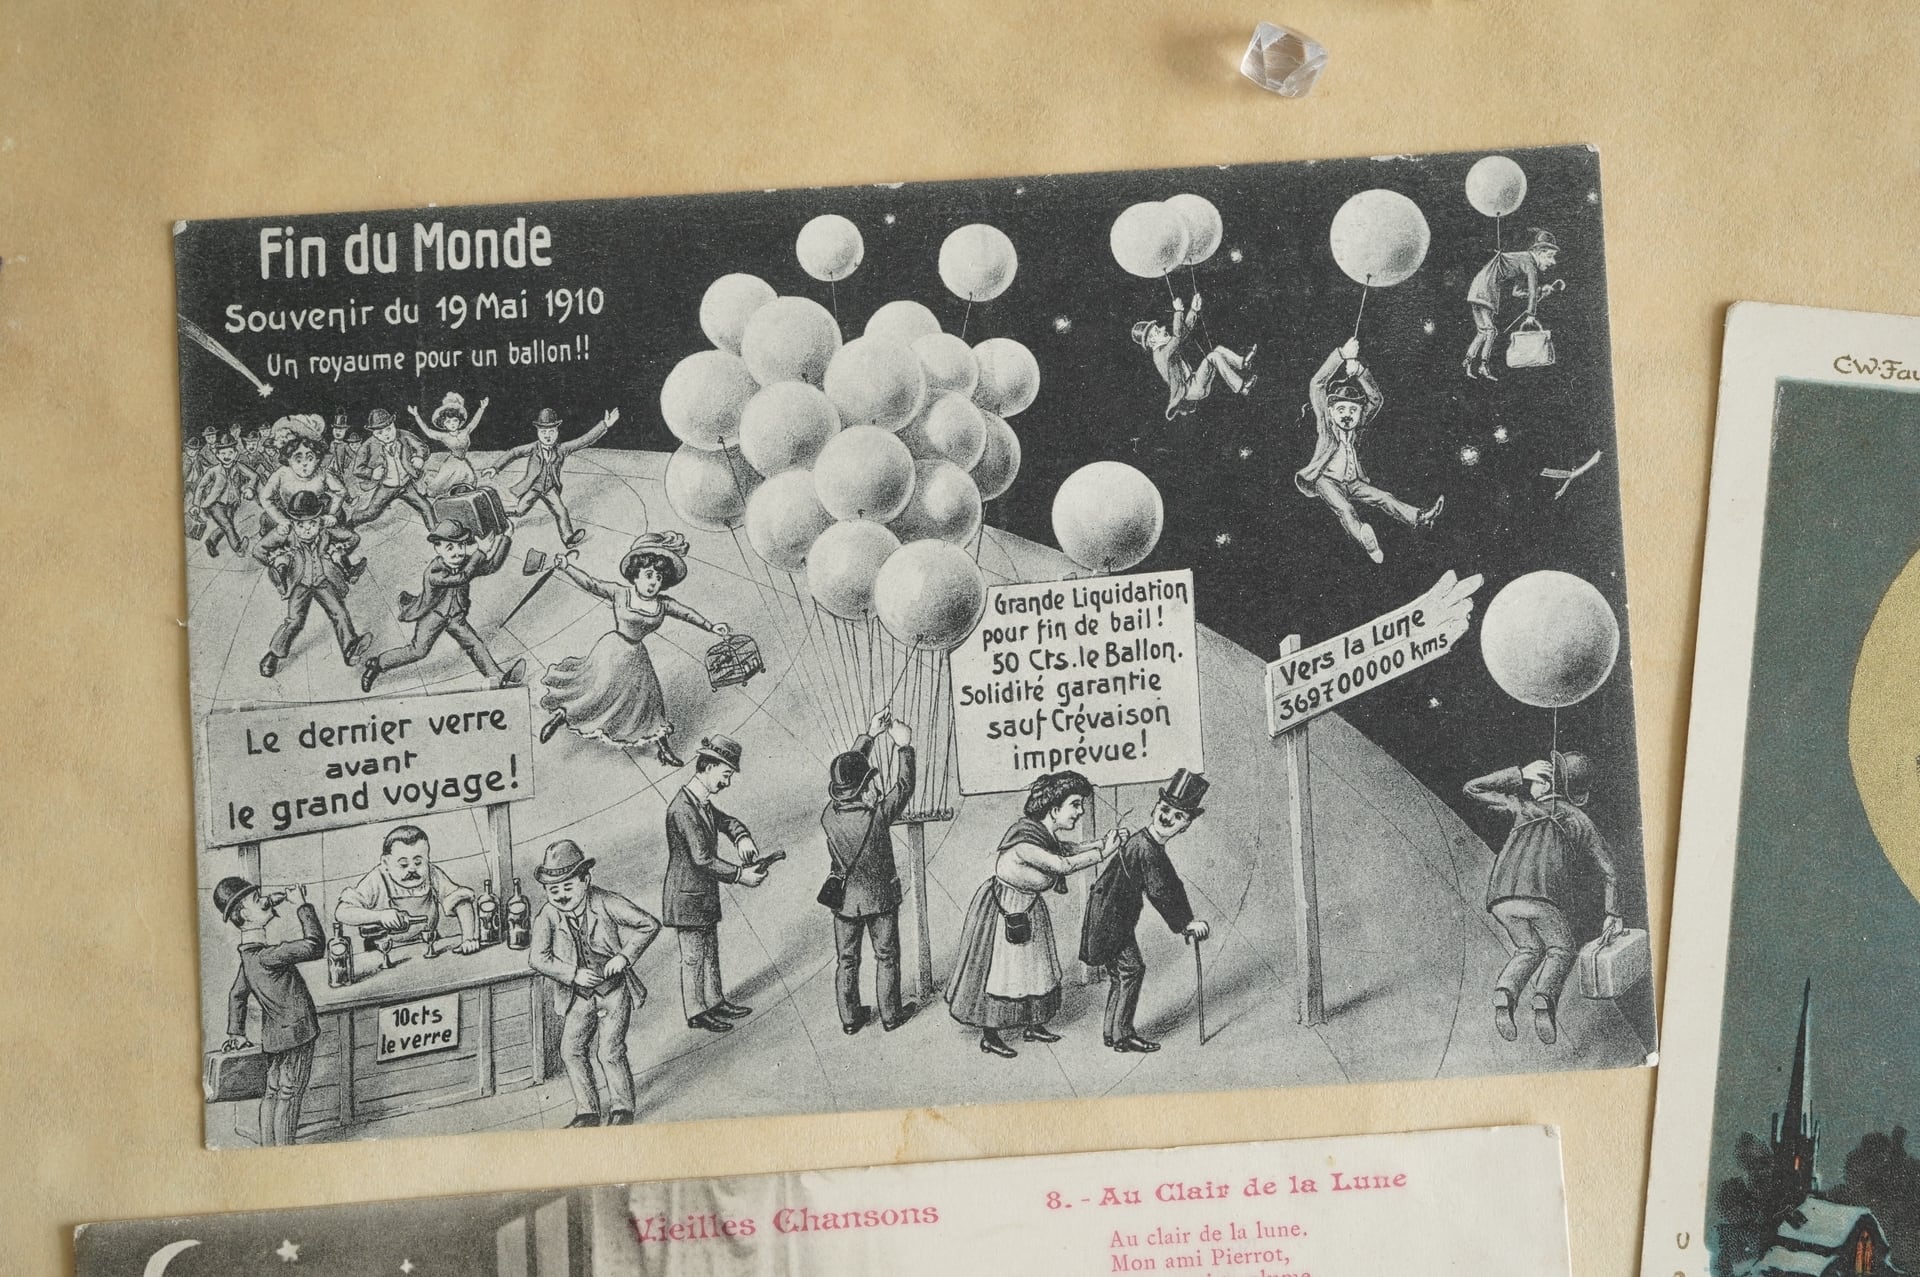 Fin du Monde
Souvenir du 19 Mai 1910
Un royaume pour un ballon!!
Grande Liquidation
pour fin de bail!
50 Cts. le Ballon.
Solidité garantie
sauf Crévaison
imprévue!
Vers la Lune
369700000 kms
Le dernier verre
avant
le grand voyage!
10cts
le verre
C.W.Fau
Vieilles Chansons
8. - Au Clair de la Lune
Au clair de la lune,
Mon ami Pierrot,